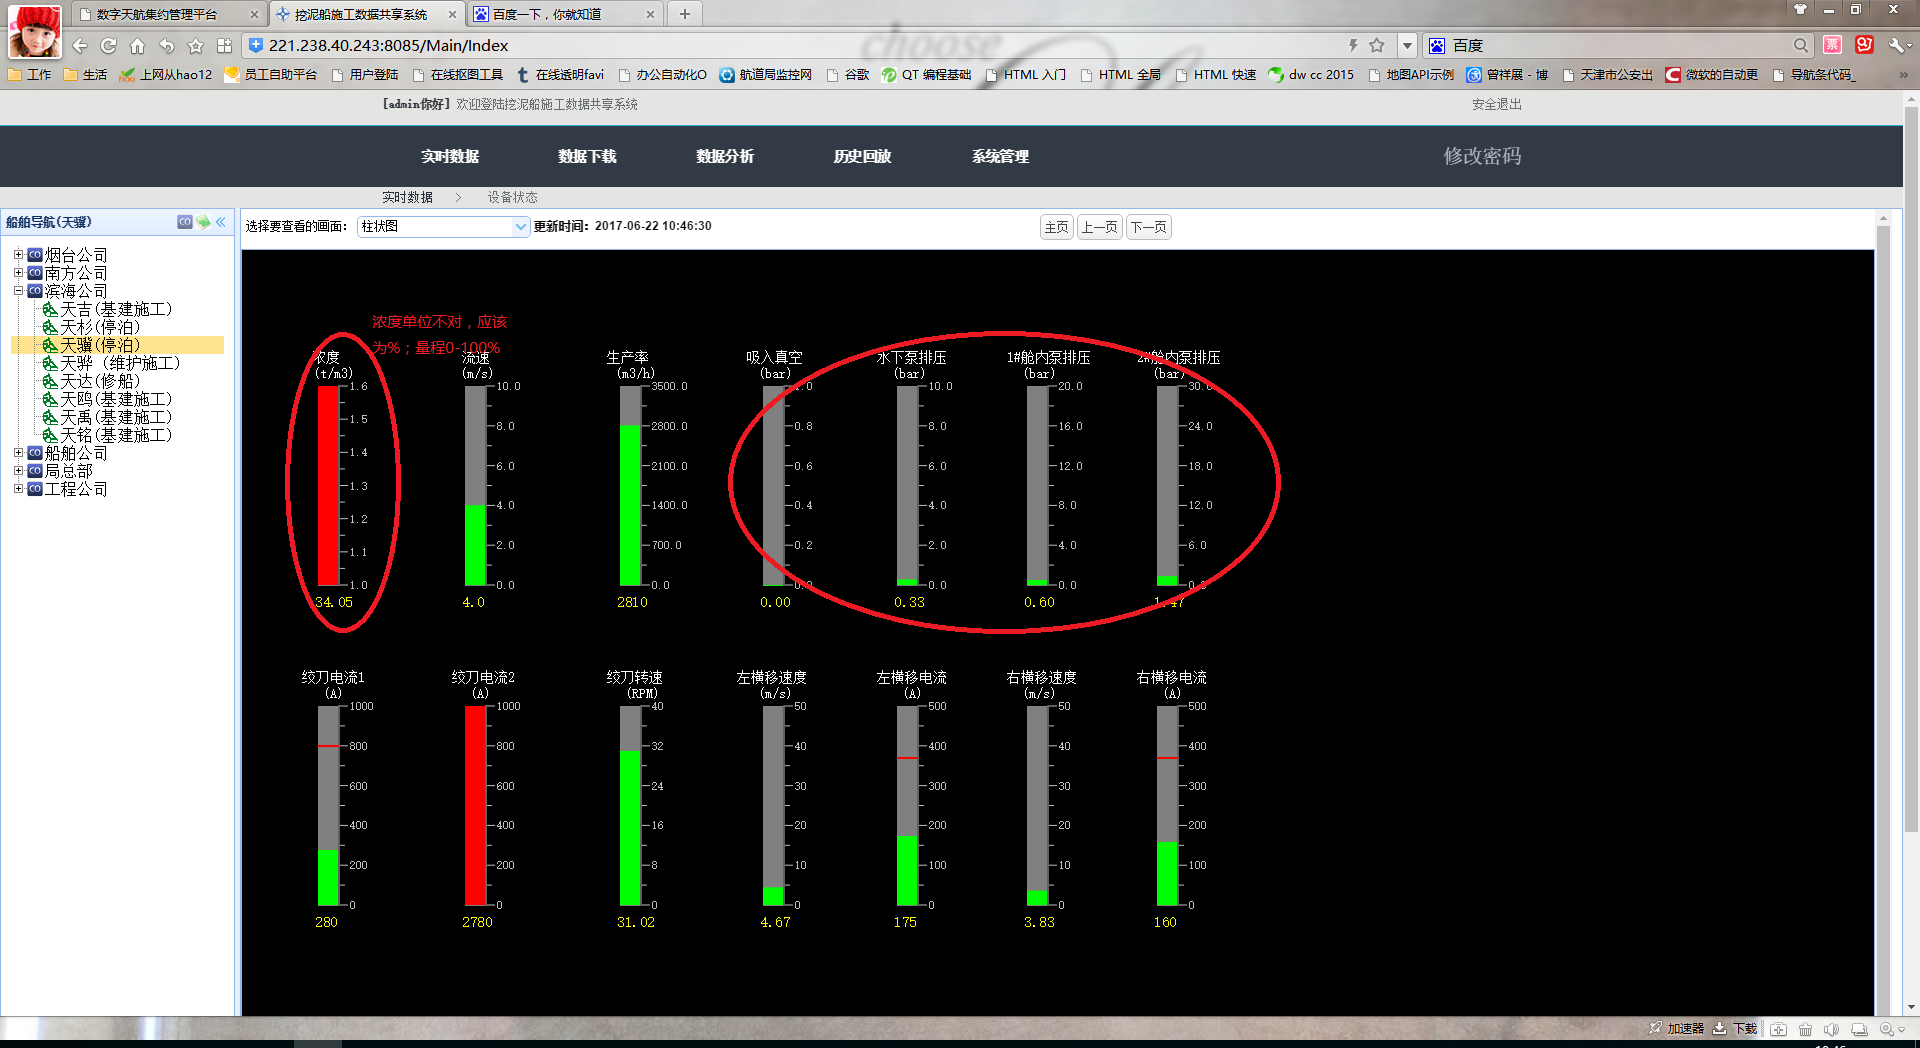 数字天航集约管理平台
挖泥船施工数据共享系统
百度一下，你就知道
221.238.40.243:8085/Main/Index
百度
工作
生活
上网从hao12
员工自助平台
用户登陆
在线抠图工具
在线透明favi
办公自动化O
航道局监控网
谷歌
QT 编程基础
HTML 入门
HTML 全局
HTML 快速
dw cc 2015
地图API示例
曾祥展 - 博
天津市公安出
微软的自动更
导航条代码_
choose
[admin你好] 欢迎登陆挖泥船施工数据共享系统
安全退出
实时数据
数据下载
数据分析
历史回放
系统管理
修改密码
实时数据 > 设备状态
船舶导航(天骥)
烟台公司
南方公司
滨海公司
天吉(基建施工)
天杉(停泊)
天骥(停泊)
天骅 (维护施工)
天达(修船)
天鸥(基建施工)
天禹(基建施工)
天铭(基建施工)
船舶公司
局总部
工程公司
选择要查看的画面： 柱状图 更新时间：2017-06-22 10:46:30
主页 上一页 下一页
浓度单位不对，应该
为%；量程0-100%
浓度
(t/m3)
1.6
1.5
1.4
1.3
1.2
1.1
1.0
34.05
流速
(m/s)
10.0
8.0
6.0
4.0
2.0
0.0
4.0
生产率
(m3/h)
3500.0
2800.0
2100.0
1400.0
700.0
0.0
2810
吸入真空
(bar)
1.0
0.8
0.6
0.4
0.2
0.0
0.00
水下泵排压
(bar)
10.0
8.0
6.0
4.0
2.0
0.0
0.33
1#舱内泵排压
(bar)
20.0
16.0
12.0
8.0
4.0
0.0
0.60
2#舱内泵排压
(bar)
30.0
24.0
18.0
12.0
6.0
0.0
1.47
绞刀电流1
(A)
1000
800
600
400
200
0
280
绞刀电流2
(A)
1000
800
600
400
200
0
2780
绞刀转速
(RPM)
40
32
24
16
8
0
31.02
左横移速度
(m/s)
50
40
30
20
10
0
4.67
左横移电流
(A)
500
400
300
200
100
0
175
右横移速度
(m/s)
50
40
30
20
10
0
3.83
右横移电流
(A)
500
400
300
200
100
0
160
加速器
下载